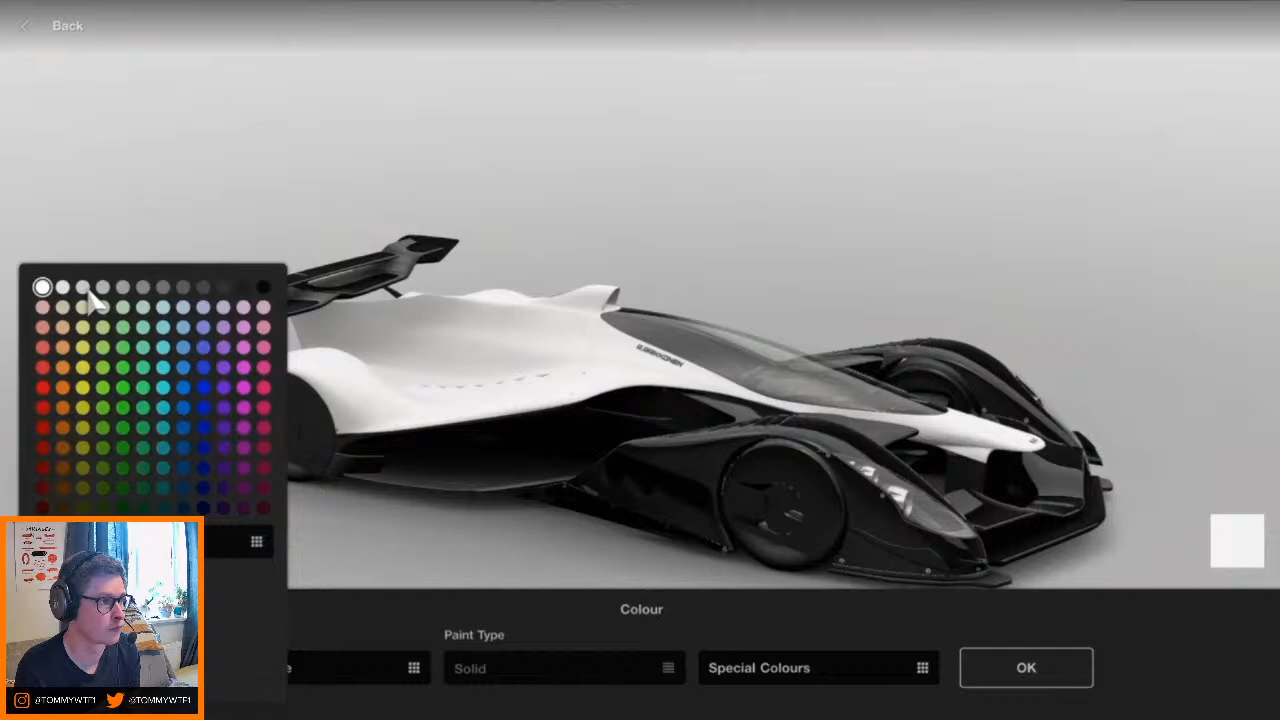 Back
Colour
Paint Type
e
Solid
Special Colours
OK
@TOMMYWTF1
@TOMMYWTF1